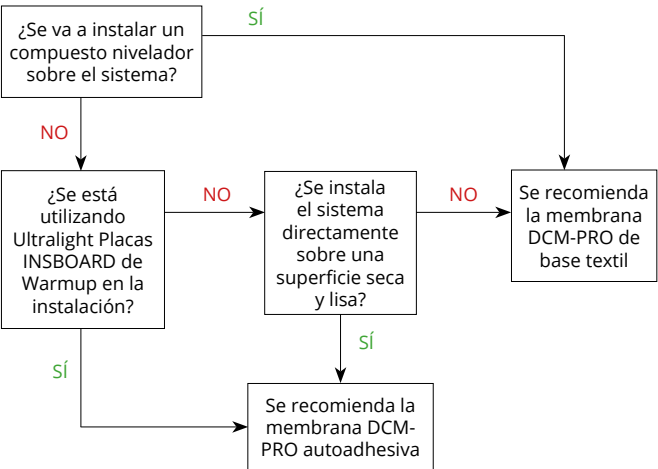 ¿Se va a instalar un
compuesto nivelador
sobre el sistema?
SÍ
NO
¿Se está
utilizando
Ultralight Placas
INSBOARD de
Warmup en la
instalación?
NO
¿Se instala
el sistema
directamente
sobre una
superficie seca
y lisa?
NO
Se recomienda
la membrana
DCM-PRO de
base textil
SÍ
SÍ
Se recomienda la
membrana DCM-
PRO autoadhesiva